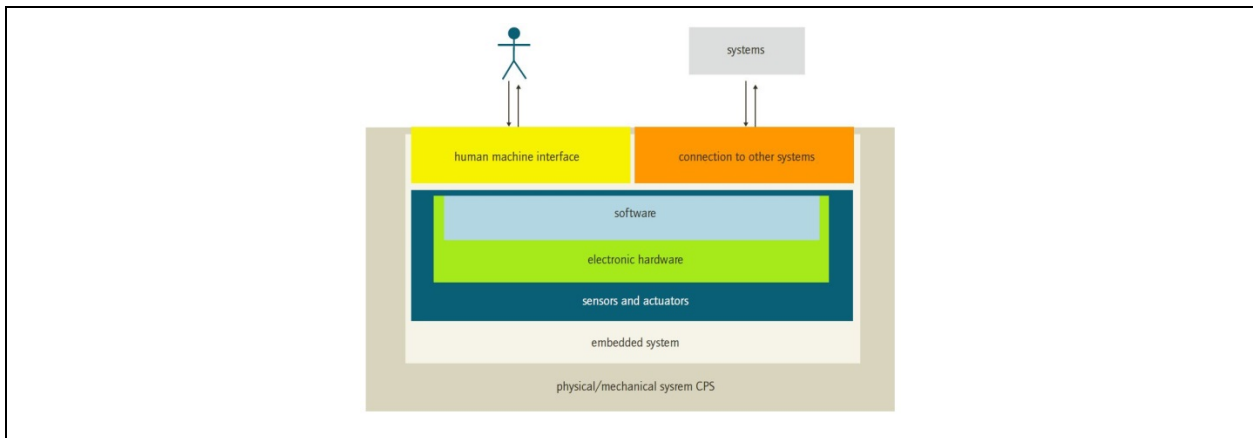 systems
human machine interface
connection to other systems
software
electronic hardware
sensors and actuators
embedded system
physical/mechanical sysrem CPS